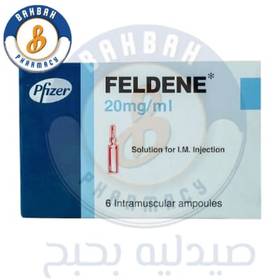 BAHBAH
PHARMACY
Pfizer
FELDENE*
20mg/ml
Solution for I.M. Injection
6 Intramuscular ampoules
صيدلية بحبح